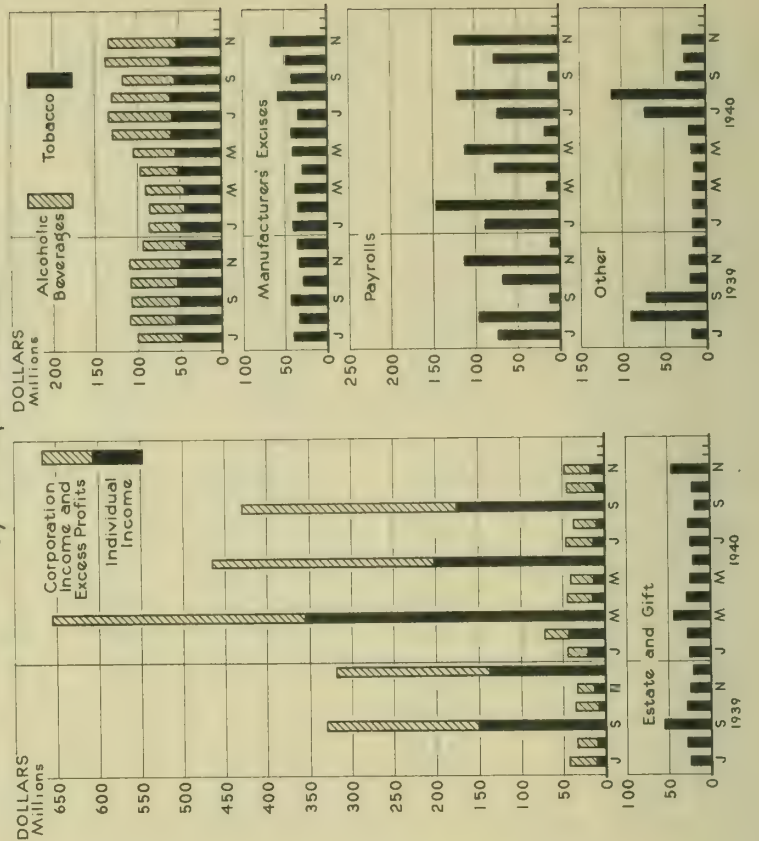 DOLLARS
Millions
650
600
550
500
450
400
350
300
250
200
150
100
50
0
Corporation
Income and
Excess Profits
Individual
Income
J S N J M M J S N
Estate and Gift
100
50
0
J S N J M M J S N
1939 1940
DOLLARS
Millions
200
150
100
50
0
Alcoholic
Beverages
Tobacco
J S N J M M J S N
Manufacturers' Excises
100
50
0
J S N J M M J S N
Payrolls
250
200
150
100
50
0
J S N J M M J S N
Other
150
100
50
0
J S N J M M J S N
1939 1940